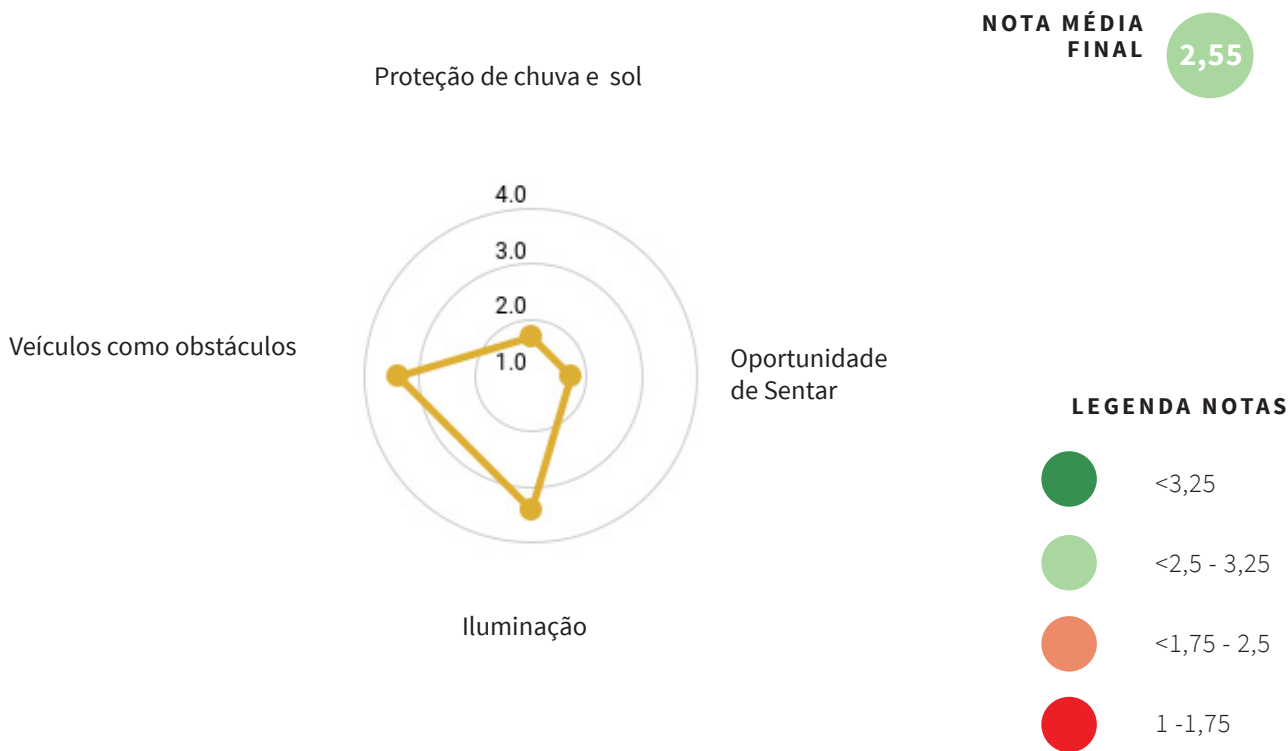 NOTA MÉDIA
FINAL
2,55
Proteção de chuva e sol
4.0
3.0
2.0
1.0
Veículos como obstáculos
Oportunidade
de Sentar
Iluminação
LEGENDA NOTAS
<3,25
<2,5 - 3,25
<1,75 - 2,5
1 -1,75